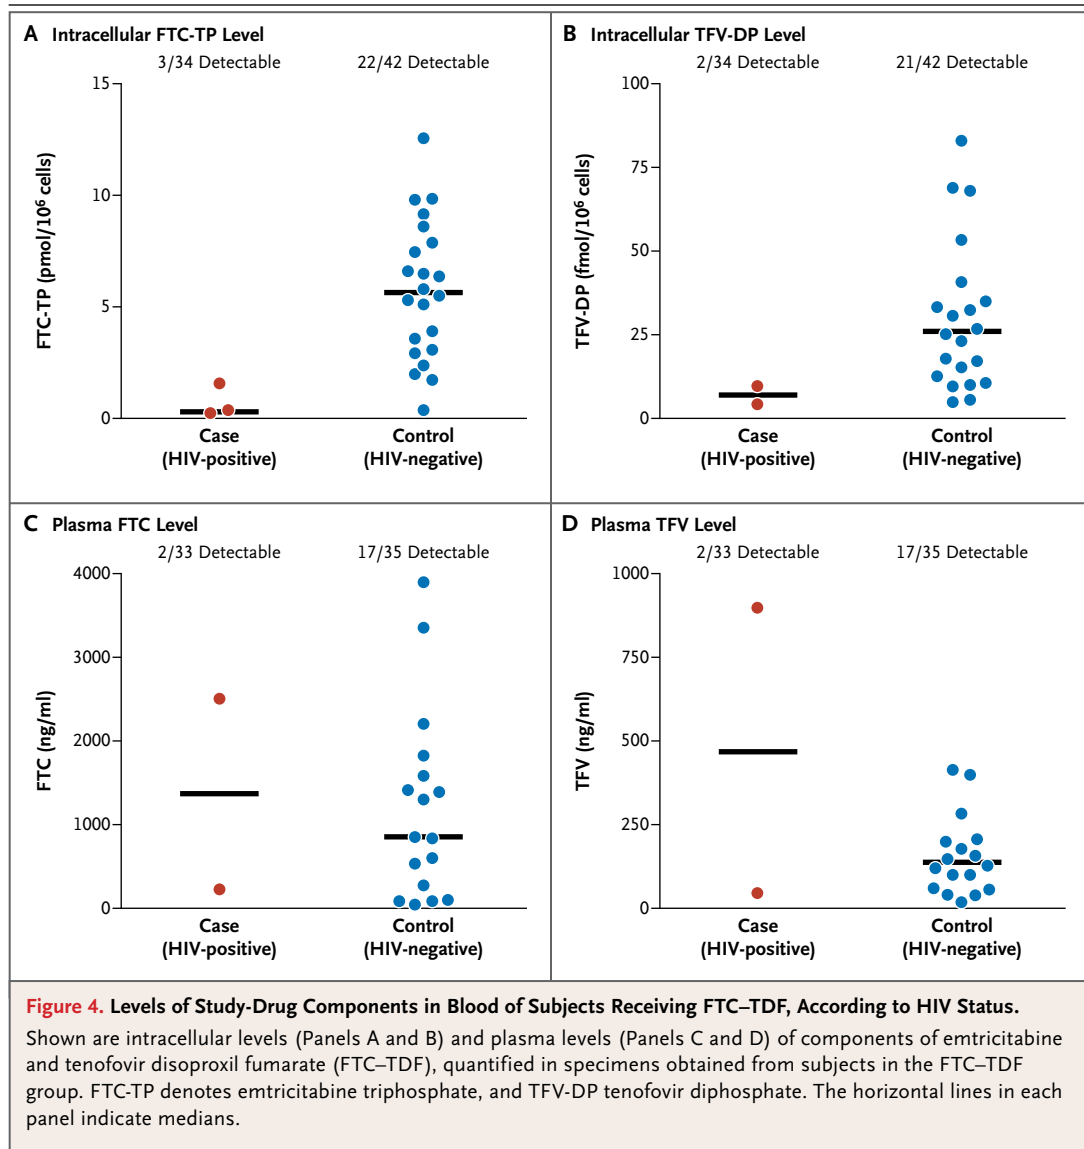 A Intracellular FTC-TP Level
3/34 Detectable 22/42 Detectable
15
10
5
0
FTC-TP (pmol/10⁶ cells)
Case
(HIV-positive)
Control
(HIV-negative)
B Intracellular TFV-DP Level
2/34 Detectable 21/42 Detectable
100
75
50
25
0
TFV-DP (fmol/10⁶ cells)
Case
(HIV-positive)
Control
(HIV-negative)
C Plasma FTC Level
2/33 Detectable 17/35 Detectable
4000
3000
2000
1000
0
FTC (ng/ml)
Case
(HIV-positive)
Control
(HIV-negative)
D Plasma TFV Level
2/33 Detectable 17/35 Detectable
1000
750
500
250
0
TFV (ng/ml)
Case
(HIV-positive)
Control
(HIV-negative)
Figure 4. Levels of Study-Drug Components in Blood of Subjects Receiving FTC–TDF, According to HIV Status.
Shown are intracellular levels (Panels A and B) and plasma levels (Panels C and D) of components of emtricitabine
and tenofovir disoproxil fumarate (FTC–TDF), quantified in specimens obtained from subjects in the FTC–TDF
group. FTC-TP denotes emtricitabine triphosphate, and TFV-DP tenofovir diphosphate. The horizontal lines in each
panel indicate medians.